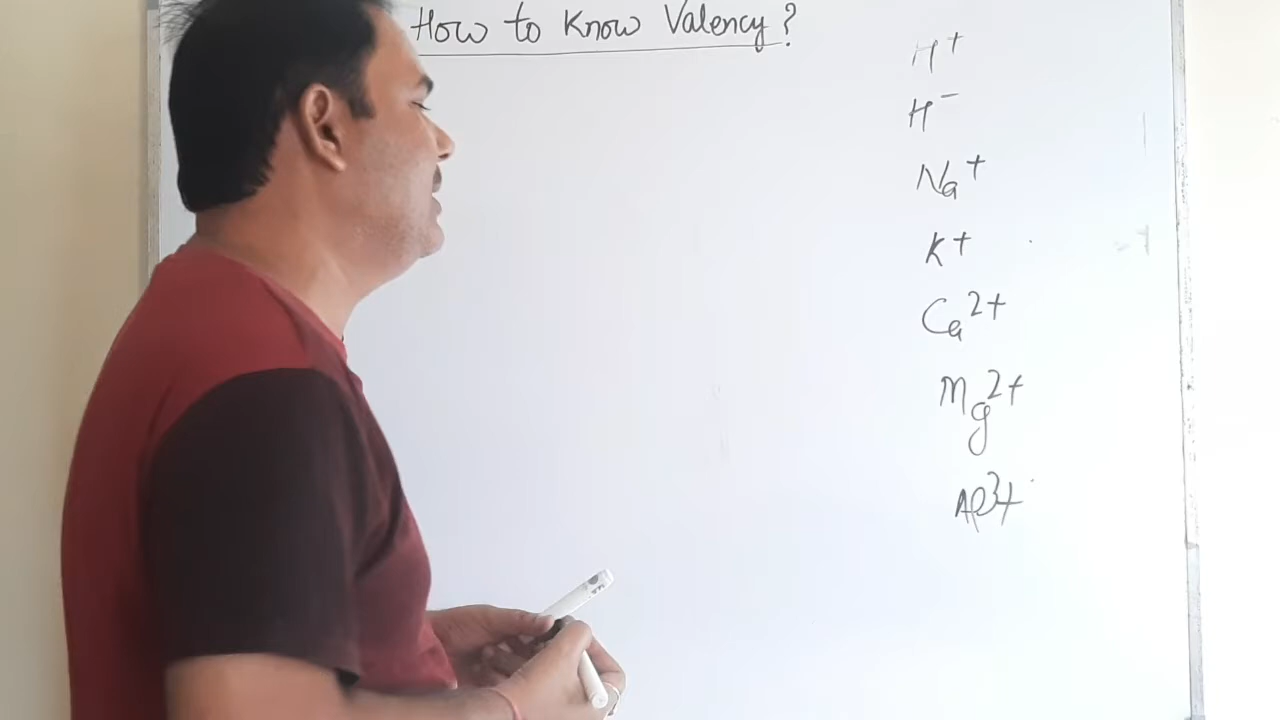 How to Know Valency?
H+
H-
Na+
K+
Ca2+
Mg2+
Al3+